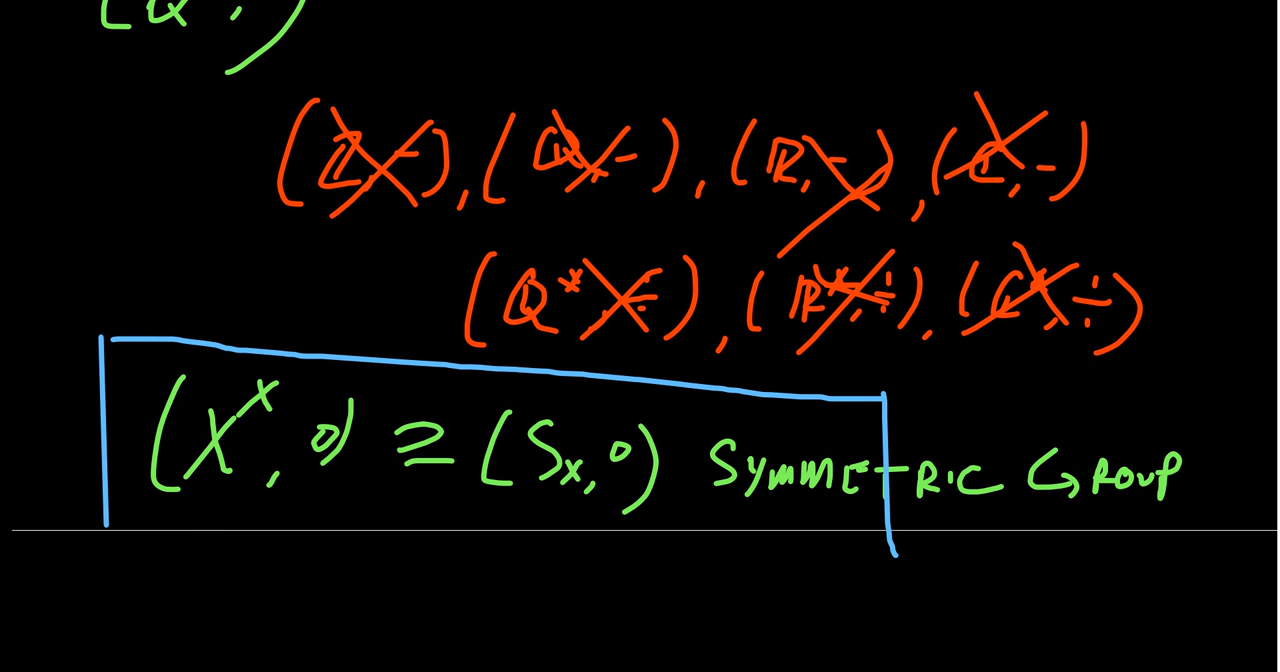 (Q, )
(ℤ, −), (ℚ, −), (ℝ, −), (ℂ, −)
(ℚ*, ÷), (ℝ*, ÷), (ℂ*, ÷)
(X^X, ∘) ⊇ (S_X, ∘) SYMMETRIC GROUP